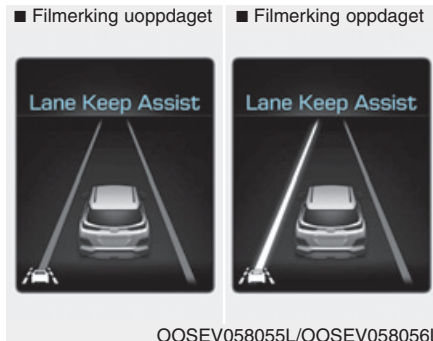 ■ Filmerking uoppdaget
■ Filmerking oppdaget
Lane Keep Assist
Lane Keep Assist
OOSEV058055L/OOSEV058056L